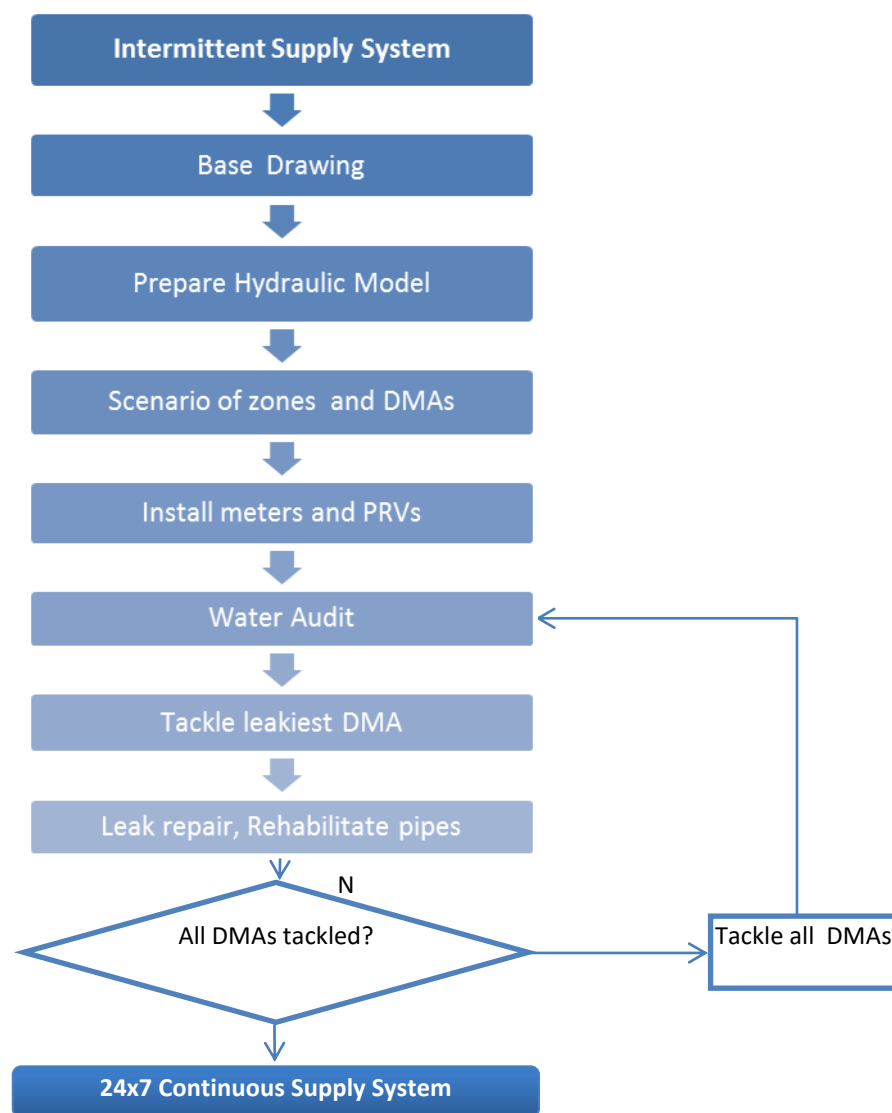 Intermittent Supply System
Base Drawing
Prepare Hydraulic Model
Scenario of zones and DMAs
Install meters and PRVs
Water Audit
Tackle leakiest DMA
Leak repair, Rehabilitate pipes
N
All DMAs tackled?
Tackle all DMAs
24x7 Continuous Supply System